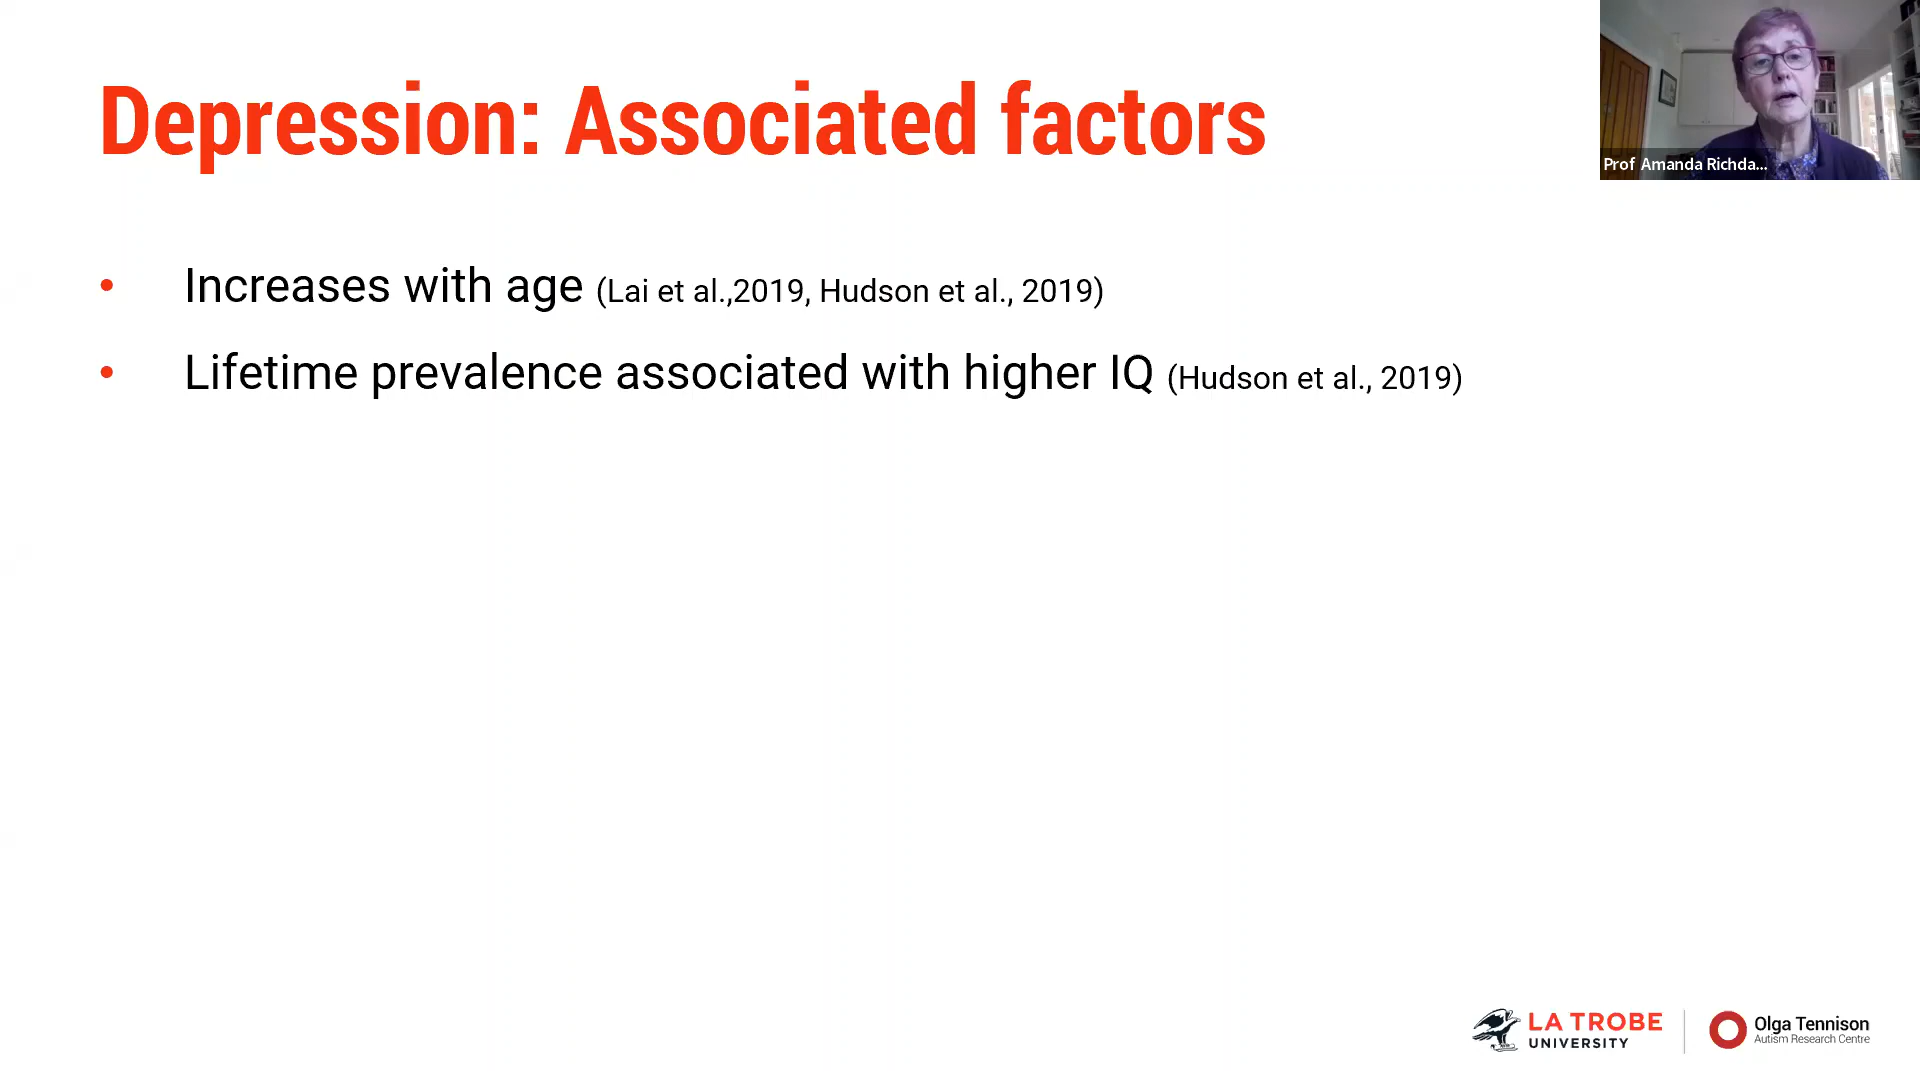 Depression: Associated factors
Prof Amanda Richda...
• Increases with age (Lai et al.,2019, Hudson et al., 2019)
• Lifetime prevalence associated with higher IQ (Hudson et al., 2019)
LA TROBE
UNIVERSITY
Olga Tennison
Autism Research Centre